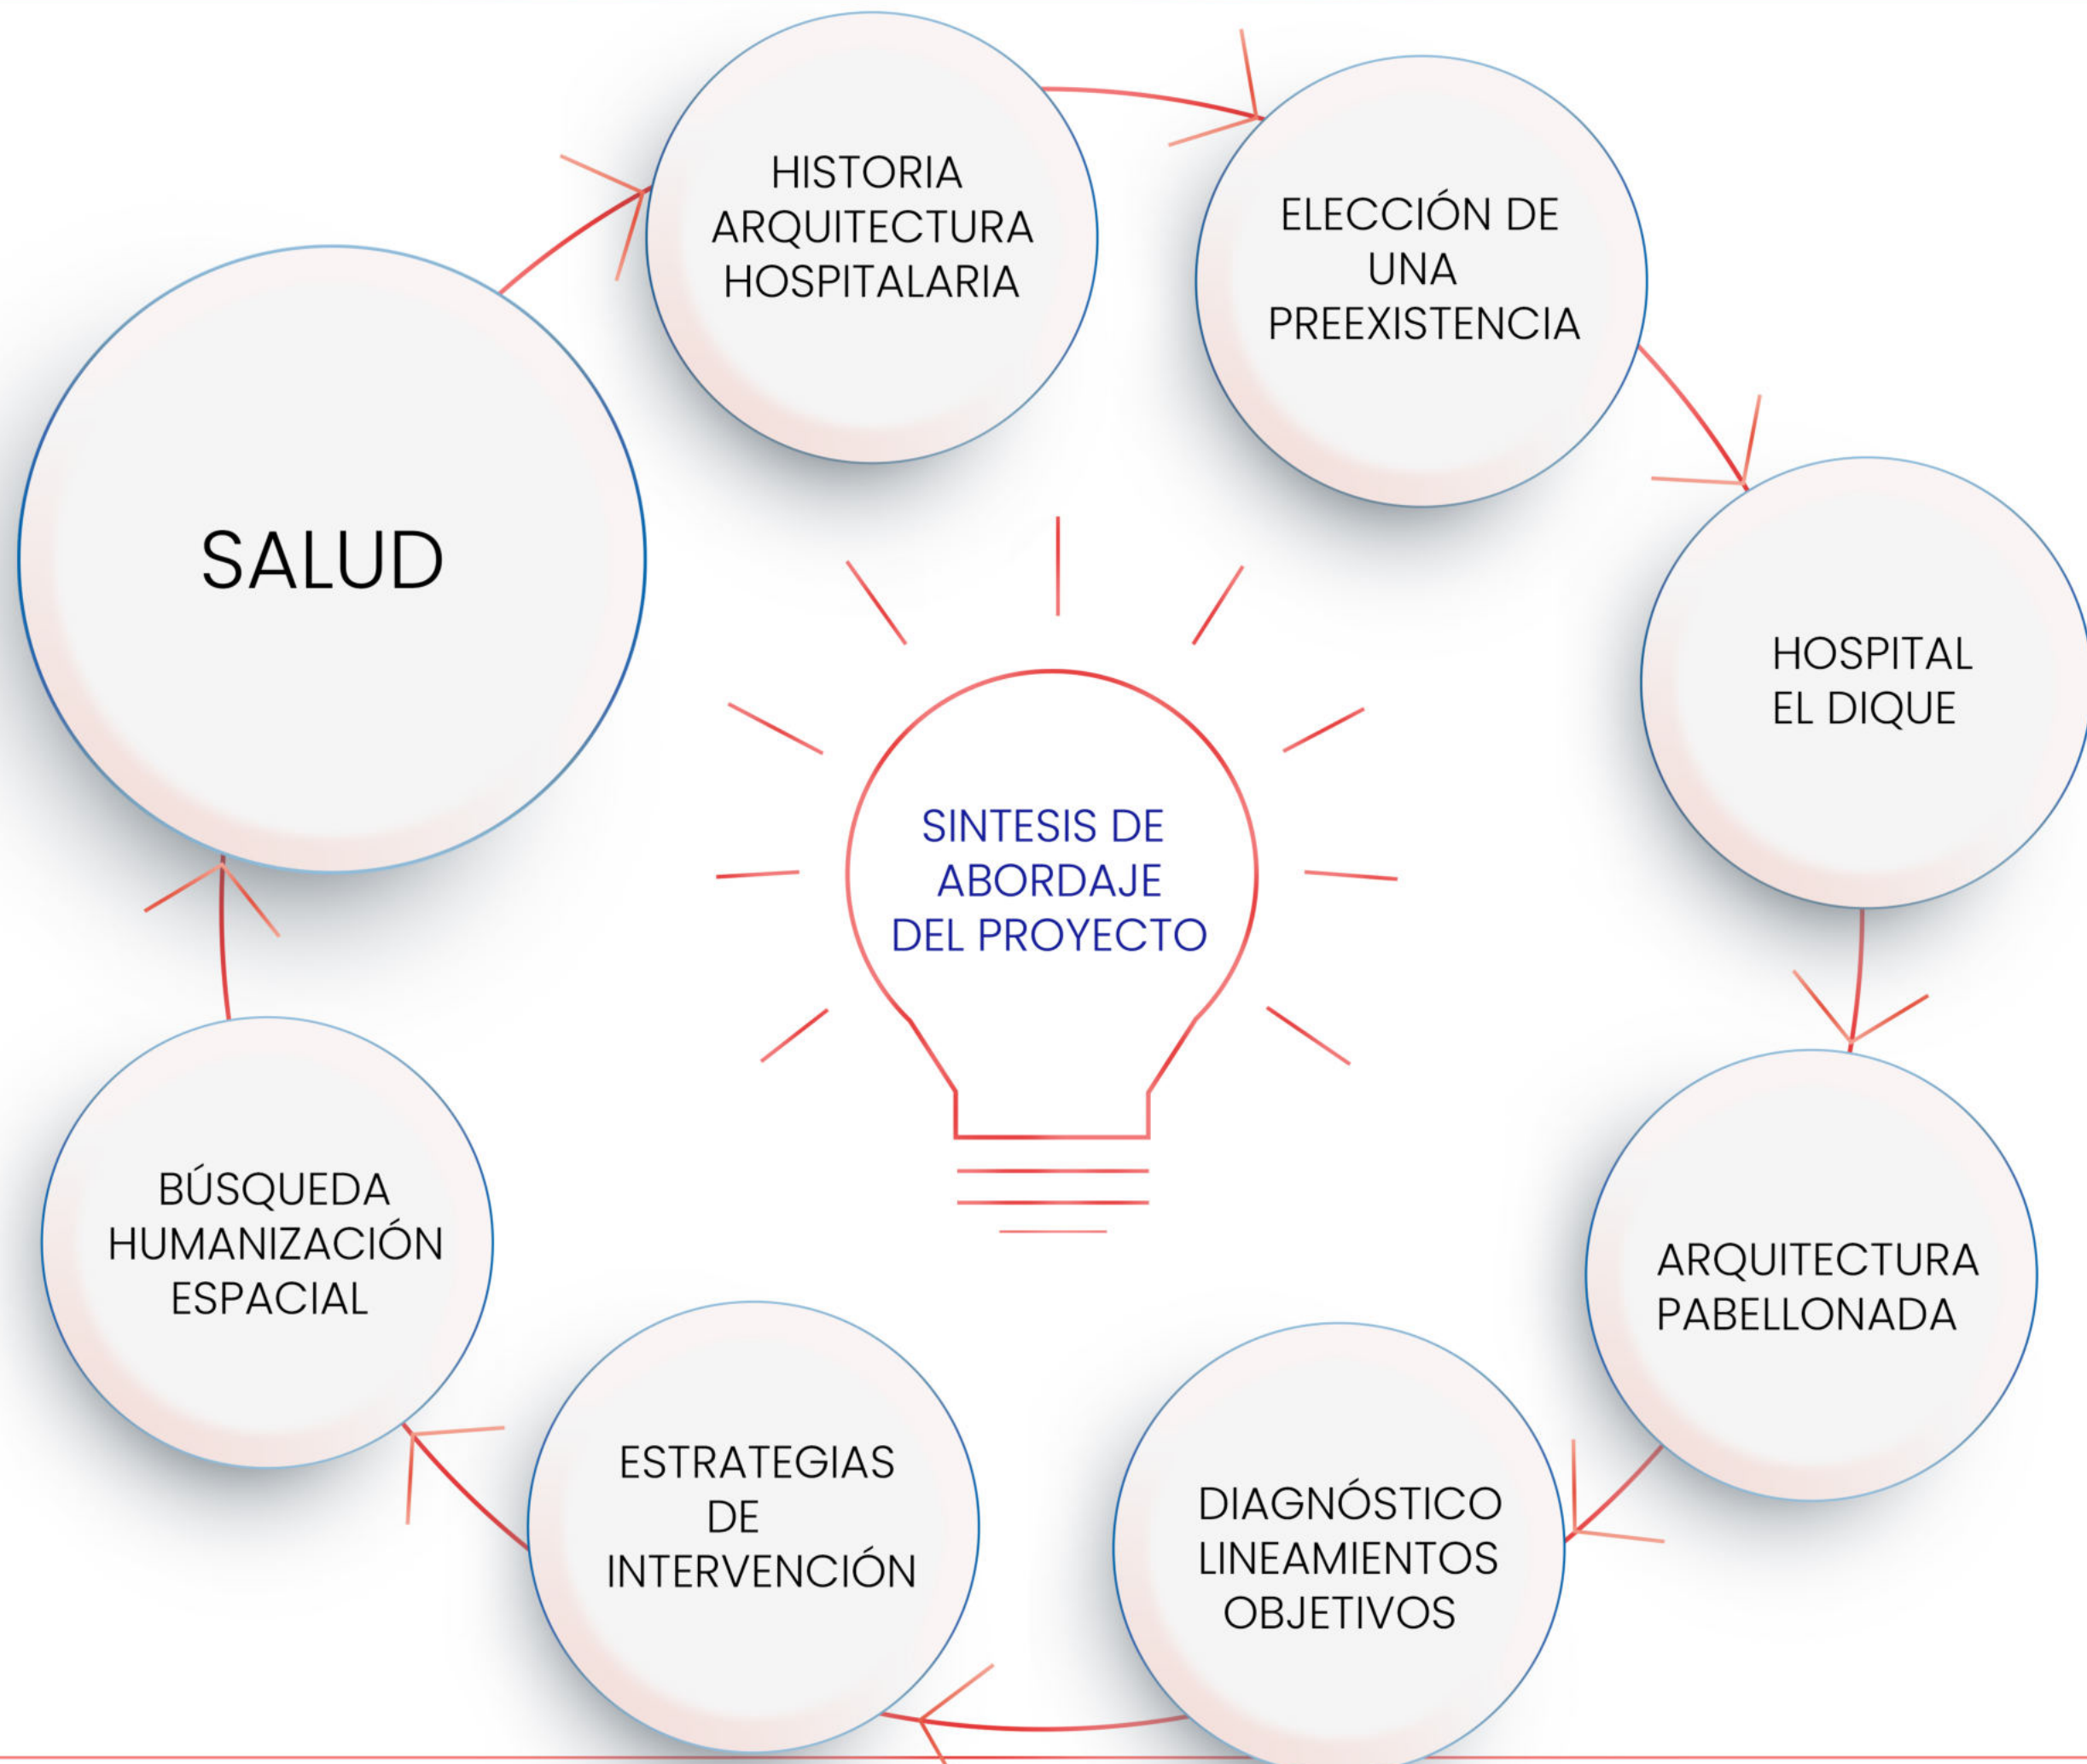 SALUD
HISTORIA
ARQUITECTURA
HOSPITALARIA
ELECCIÓN DE
UNA
PREEXISTENCIA
HOSPITAL
EL DIQUE
ARQUITECTURA
PABELLONADA
DIAGNÓSTICO
LINEAMIENTOS
OBJETIVOS
ESTRATEGIAS
DE
INTERVENCIÓN
BÚSQUEDA
HUMANIZACIÓN
ESPACIAL
SINTESIS DE
ABORDAJE
DEL PROYECTO